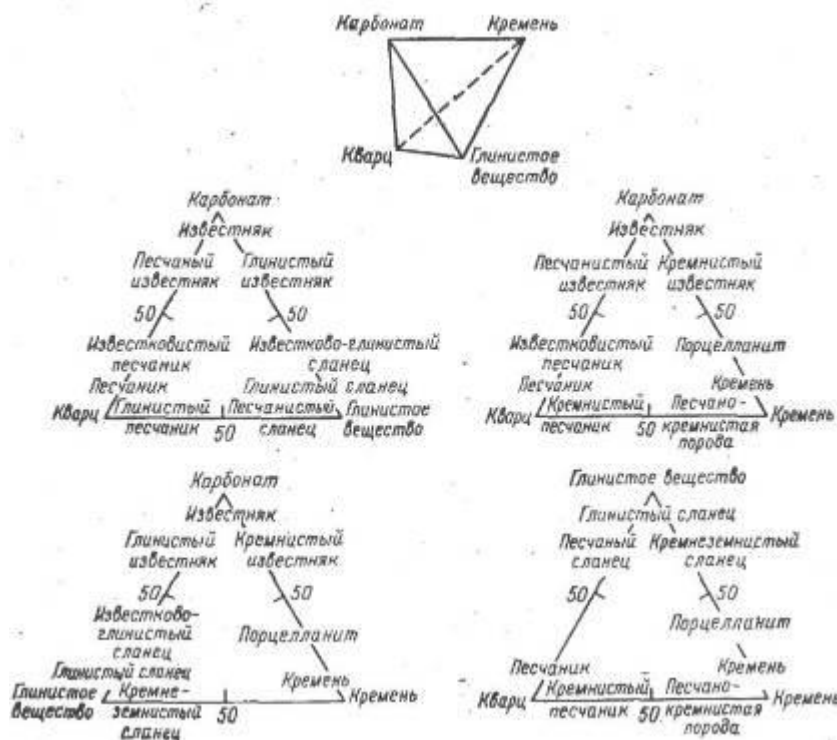 Карбонат Кремень
Кварц Глинистое
вещество
Карбонат
Известняк
Песчаный Глинистый
известняк известняк
50 50
Известковистый Известково-глинистый
песчаник сланец
Песчаник Глинистый сланец
Кварц Глинистый Песчанистый Глинистое
песчаник 50 сланец вещество
Карбонат
Известняк
Песчанистый Кремнистый
известняк известняк
50 50
Известковистый Порцелланит
песчаник
Песчаник Кремень
Кварц Кремнистый Песчано- Кремень
песчаник 50 кремнистая
порода
Карбонат
Известняк
Глинистый Кремнистый
известняк известняк
50 50
Известково-
глинистый
сланец Порцелланит
Глинистый сланец Кремень
Глинистое Кремне- Кремень
вещество земнистый 50
сланец
Глинистое вещество
Глинистый сланец
Песчаный Кремнеземнистый
сланец сланец
50 50
Порцелланит
Песчаник Кремень
Кварц Кремнистый Песчано- Кремень
песчаник 50 кремнистая
порода